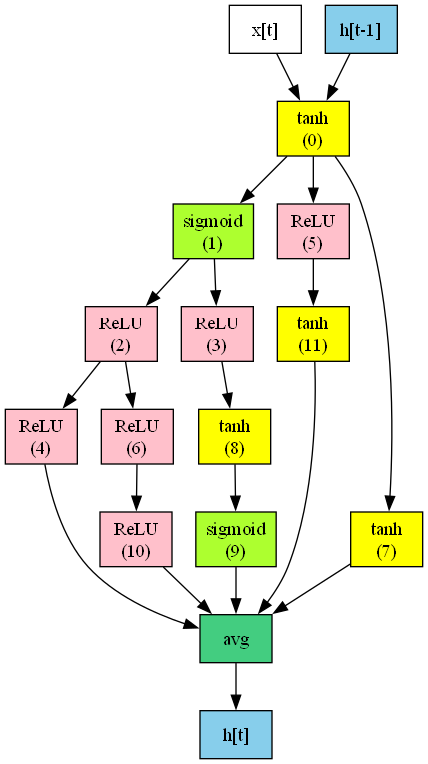 x[t]
h[t-1]
tanh
(0)
sigmoid
(1)
ReLU
(5)
ReLU
(2)
ReLU
(3)
tanh
(11)
ReLU
(4)
ReLU
(6)
tanh
(8)
ReLU
(10)
sigmoid
(9)
tanh
(7)
avg
h[t]